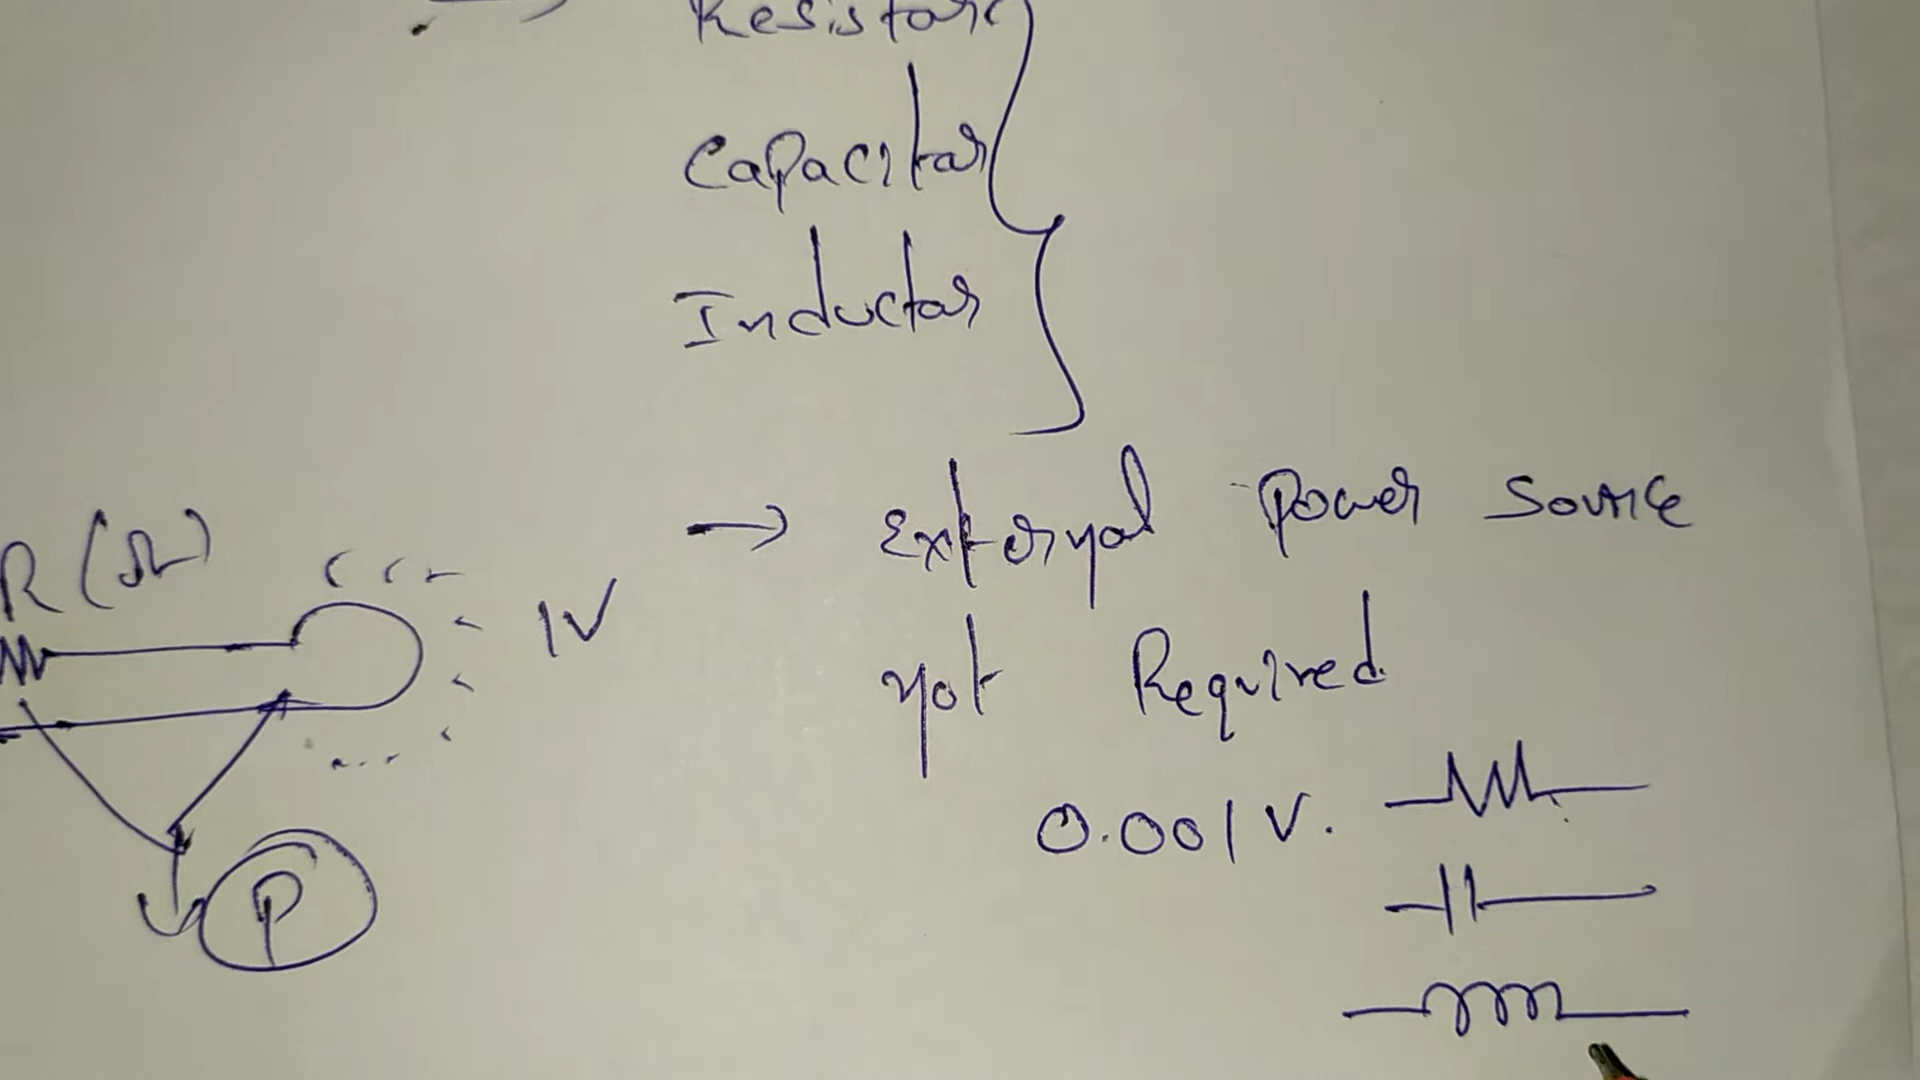 Resistor
Capacitor
Inductor
→ External Power Source
not Required
R (Ω)
1V
0.001V.
P